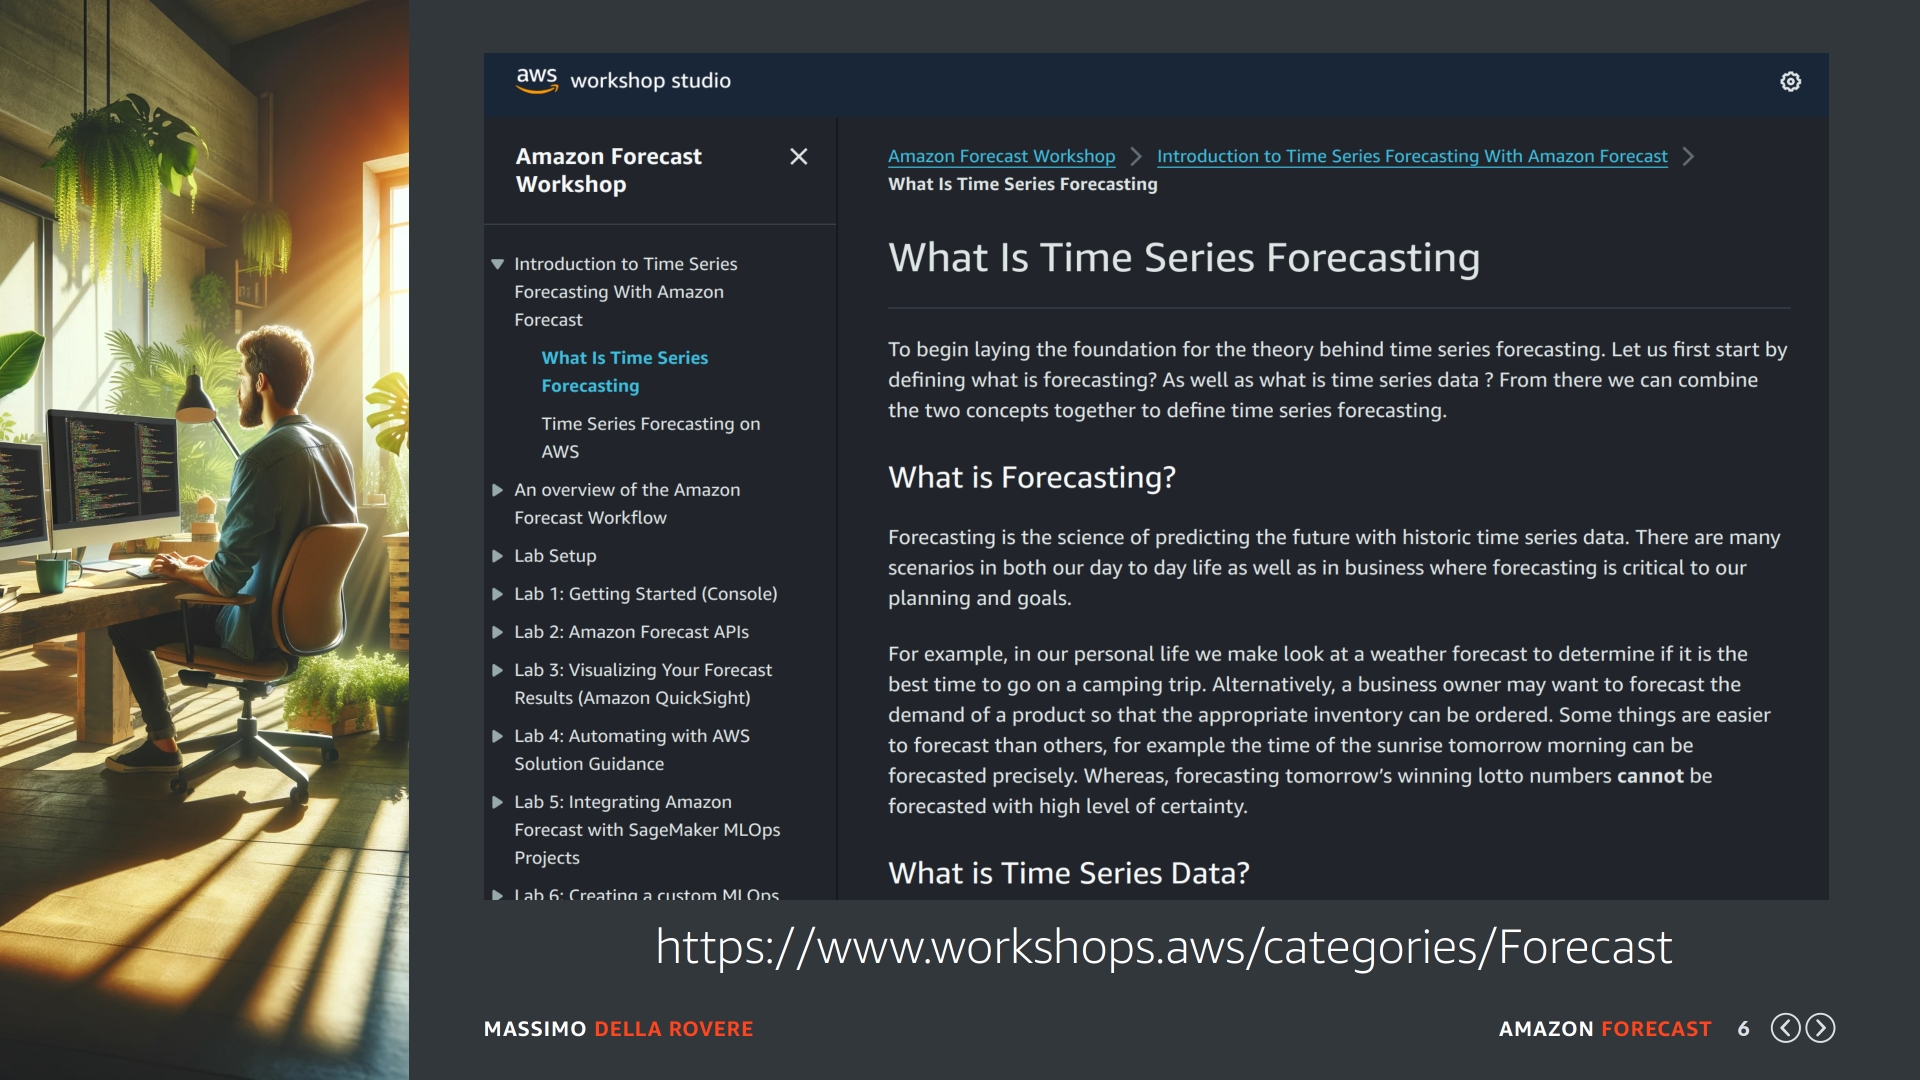 aws workshop studio
Amazon Forecast
Workshop
Introduction to Time Series
Forecasting With Amazon
Forecast
What Is Time Series
Forecasting
Time Series Forecasting on
AWS
An overview of the Amazon
Forecast Workflow
Lab Setup
Lab 1: Getting Started (Console)
Lab 2: Amazon Forecast APIs
Lab 3: Visualizing Your Forecast
Results (Amazon QuickSight)
Lab 4: Automating with AWS
Solution Guidance
Lab 5: Integrating Amazon
Forecast with SageMaker MLOps
Projects
Lab 6: Creating a custom MLOps
Amazon Forecast Workshop > Introduction to Time Series Forecasting With Amazon Forecast >
What Is Time Series Forecasting
What Is Time Series Forecasting
To begin laying the foundation for the theory behind time series forecasting. Let us first start by
defining what is forecasting? As well as what is time series data ? From there we can combine
the two concepts together to define time series forecasting.
What is Forecasting?
Forecasting is the science of predicting the future with historic time series data. There are many
scenarios in both our day to day life as well as in business where forecasting is critical to our
planning and goals.
For example, in our personal life we make look at a weather forecast to determine if it is the
best time to go on a camping trip. Alternatively, a business owner may want to forecast the
demand of a product so that the appropriate inventory can be ordered. Some things are easier
to forecast than others, for example the time of the sunrise tomorrow morning can be
forecasted precisely. Whereas, forecasting tomorrow's winning lotto numbers cannot be
forecasted with high level of certainty.
What is Time Series Data?
https://www.workshops.aws/categories/Forecast
MASSIMO DELLA ROVERE
AMAZON FORECAST 6